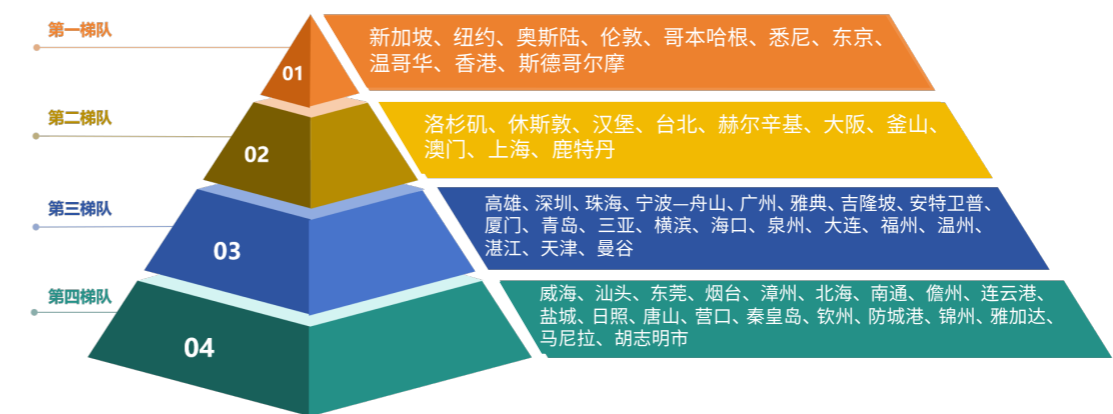 第一梯队
01
新加坡、纽约、奥斯陆、伦敦、哥本哈根、悉尼、东京、
温哥华、香港、斯德哥尔摩
第二梯队
02
洛杉矶、休斯敦、汉堡、台北、赫尔辛基、大阪、釜山、
澳门、上海、鹿特丹
第三梯队
03
高雄、深圳、珠海、宁波—舟山、广州、雅典、吉隆坡、安特卫普、
厦门、青岛、三亚、横滨、海口、泉州、大连、福州、温州、
湛江、天津、曼谷
第四梯队
04
威海、汕头、东莞、烟台、漳州、北海、南通、儋州、连云港、
盐城、日照、唐山、营口、秦皇岛、钦州、防城港、锦州、雅加达、
马尼拉、胡志明市